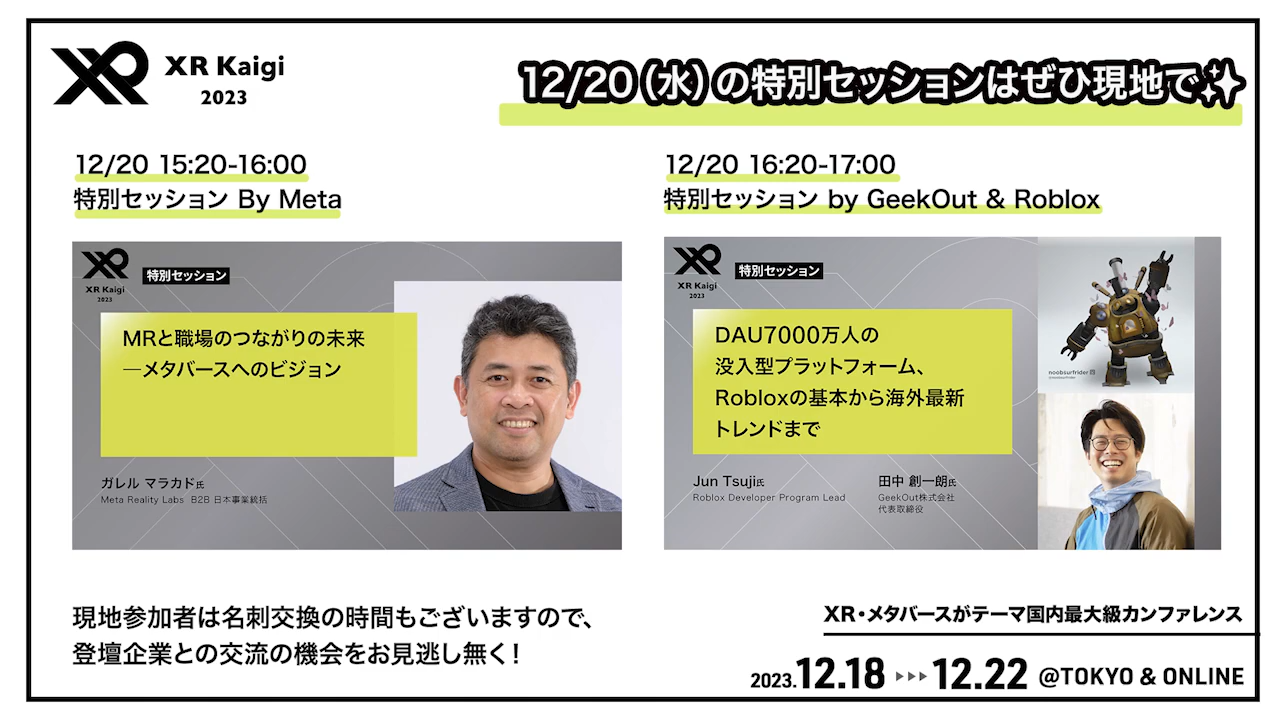 XR Kaigi
2023
12/20（水）の特別セッションはぜひ現地で
12/20 15:20-16:00
特別セッション By Meta
XR Kaigi
2023
特別セッション
MRと職場のつながりの未来
―メタバースへのビジョン
ガレル マラカド氏
Meta Reality Labs B2B 日本事業統括
12/20 16:20-17:00
特別セッション by GeekOut & Roblox
XR Kaigi
2023
特別セッション
DAU7000万人の
没入型プラットフォーム、
Robloxの基本から海外最新
トレンドまで
noobsurfrider
Jun Tsuji氏
Roblox Developer Program Lead
田中 創一朗氏
GeekOut株式会社
代表取締役
現地参加者は名刺交換の時間もございますので、
登壇企業との交流の機会をお見逃し無く！
XR・メタバースがテーマ国内最大級カンファレンス
2023.12.18 ▸▸▸ 12.22 @TOKYO & ONLINE